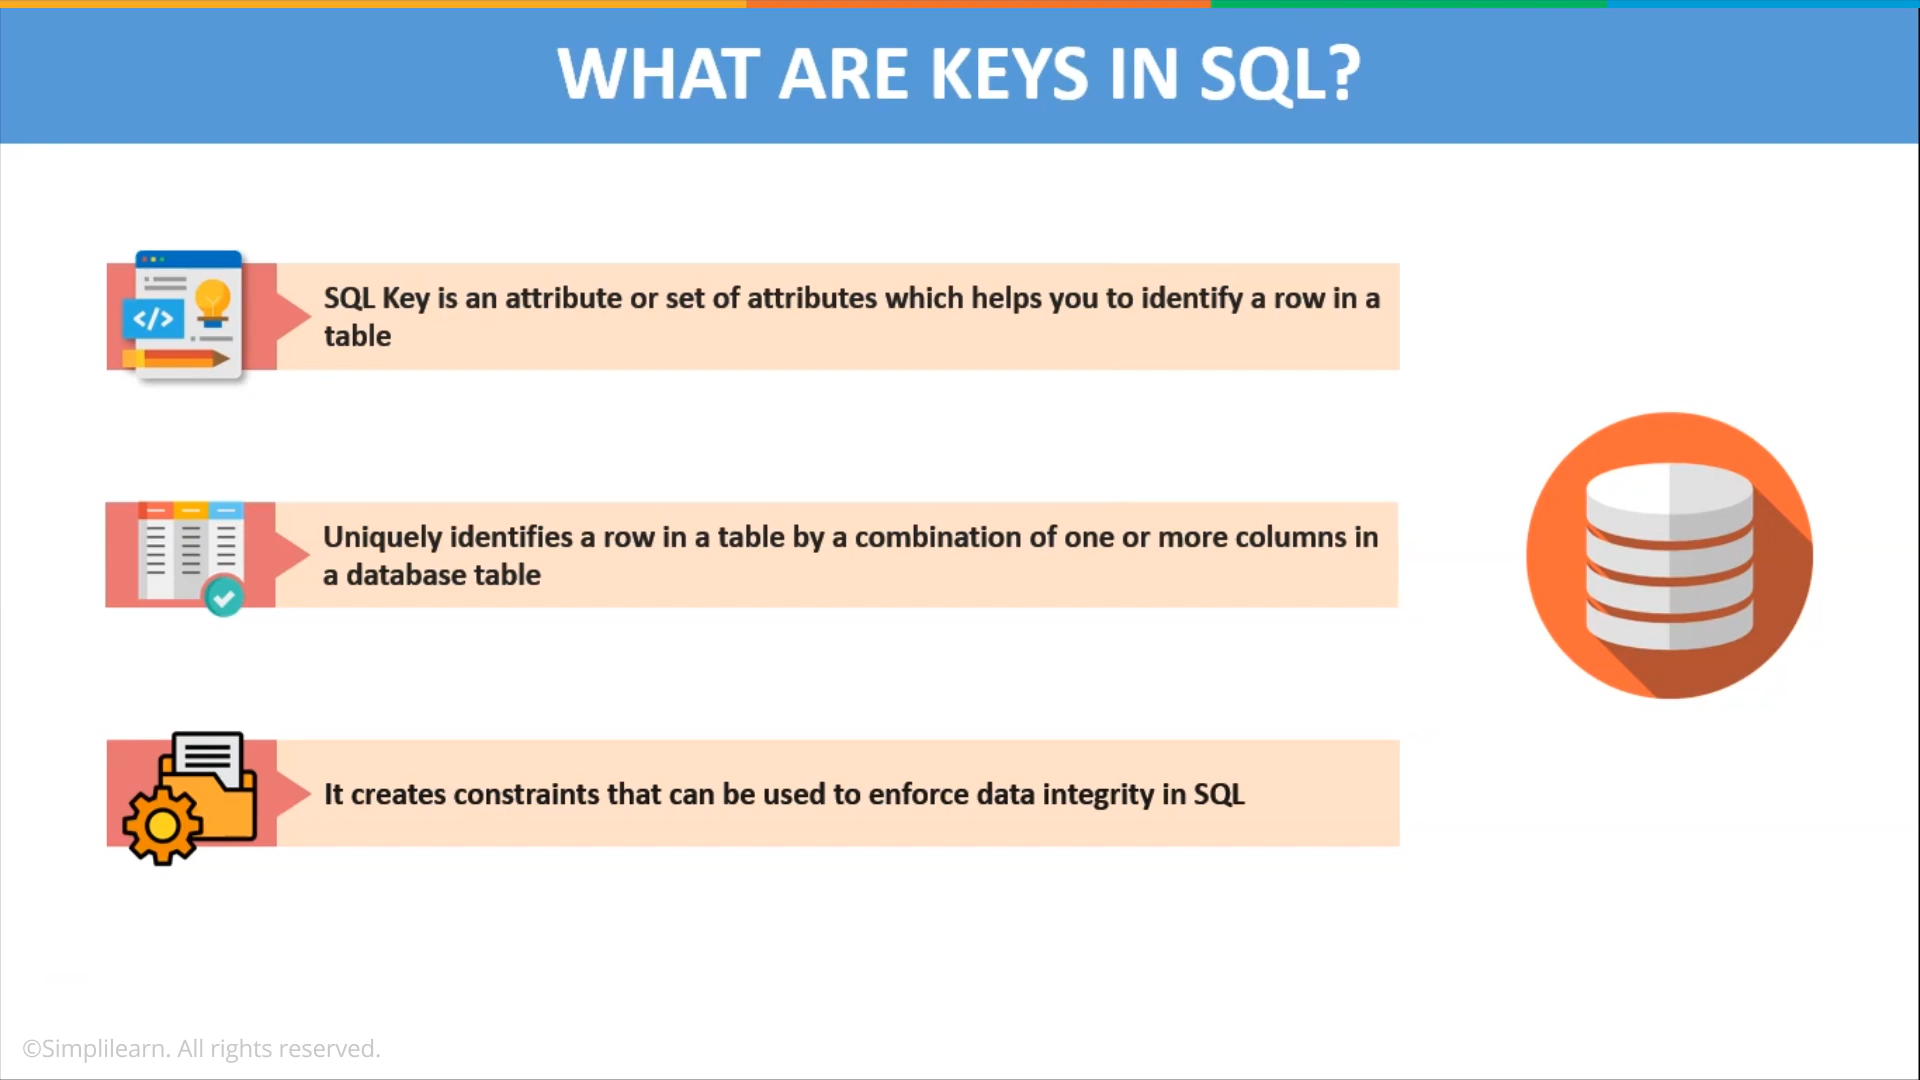 WHAT ARE KEYS IN SQL?
SQL Key is an attribute or set of attributes which helps you to identify a row in a
table
</>
Uniquely identifies a row in a table by a combination of one or more columns in
a database table
It creates constraints that can be used to enforce data integrity in SQL
©Simplilearn. All rights reserved.